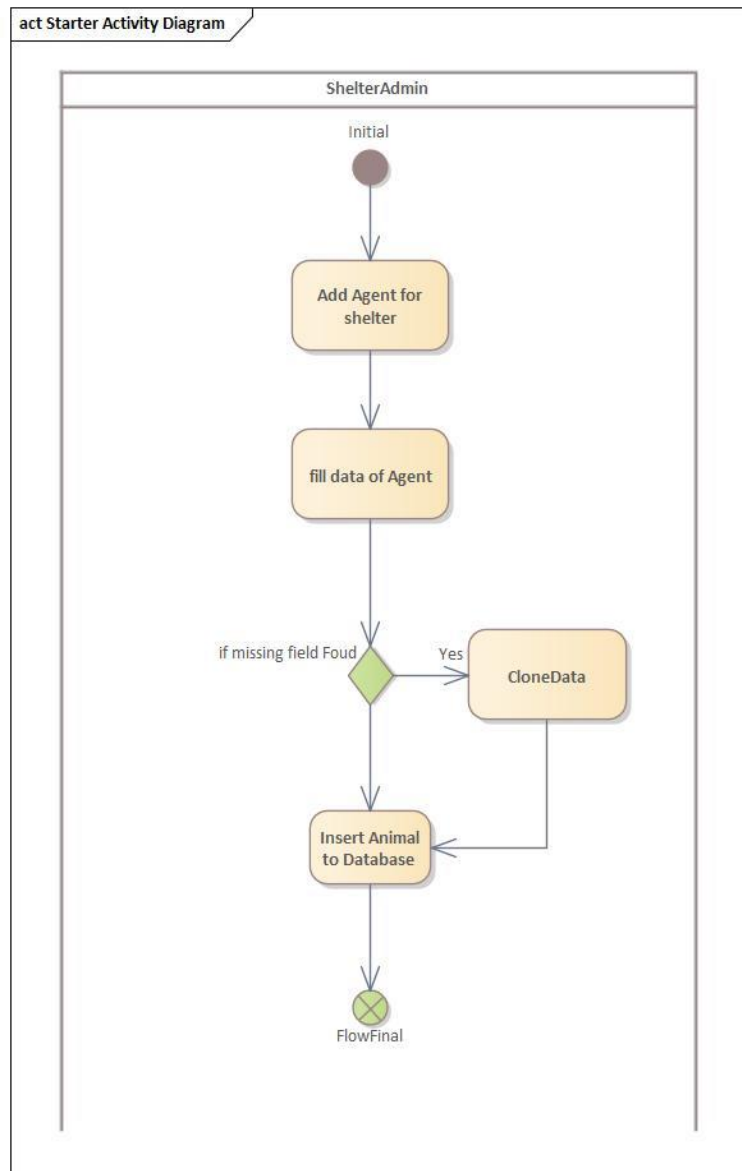 act Starter Activity Diagram
ShelterAdmin
Initial
Add Agent for
shelter
fill data of Agent
if missing field Foud
Yes
CloneData
Insert Animal
to Database
FlowFinal